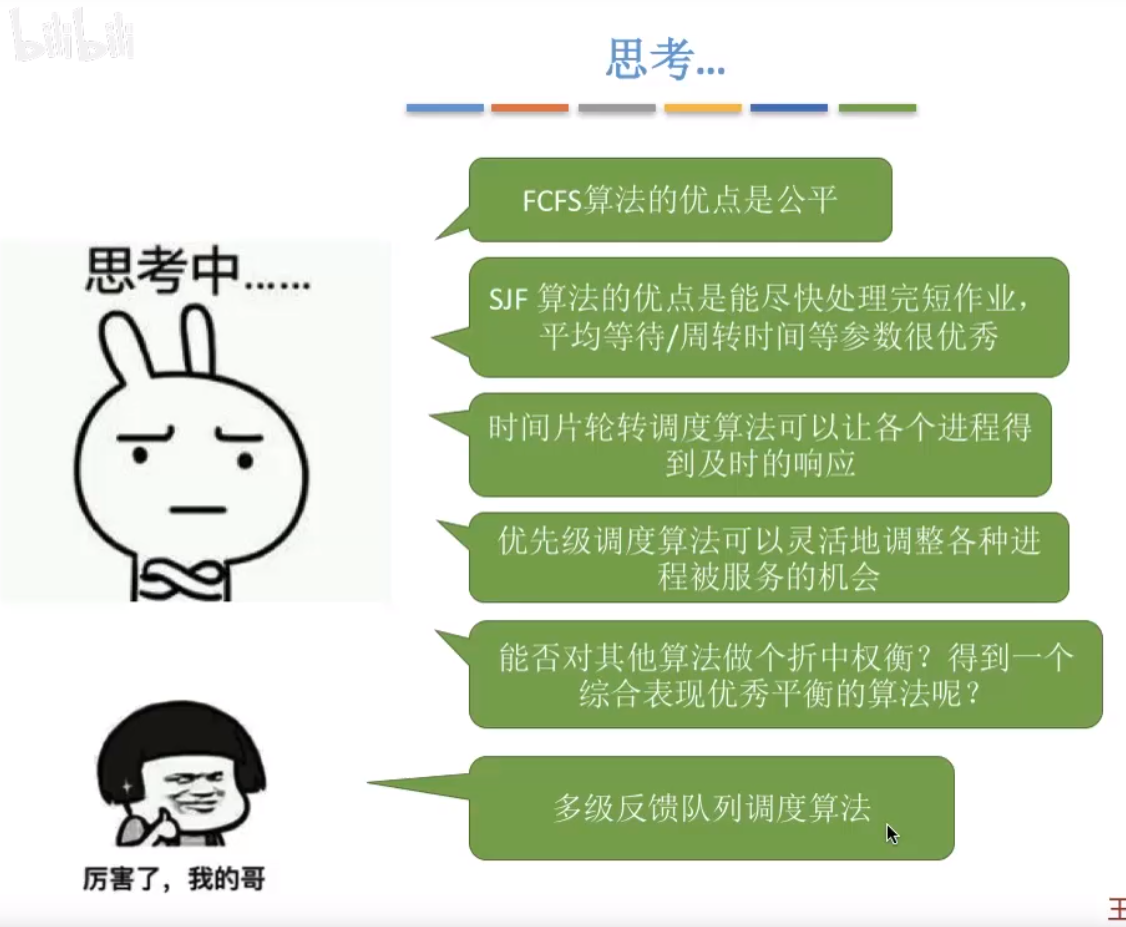 bilibili
思考...
FCFS算法的优点是公平
思考中......
SJF 算法的优点是能尽快处理完短作业，
平均等待/周转时间等参数很优秀
时间片轮转调度算法可以让各个进程得
到及时的响应
优先级调度算法可以灵活地调整各种进
程被服务的机会
能否对其他算法做个折中权衡？得到一个
综合表现优秀平衡的算法呢？
多级反馈队列调度算法
厉害了，我的哥